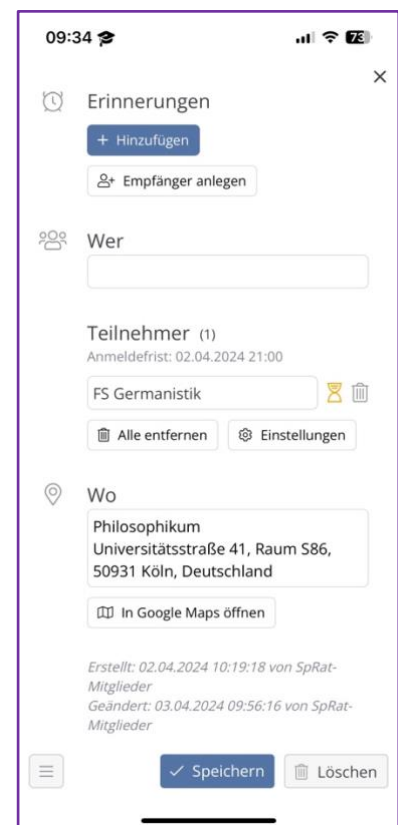 09:34
73
Erinnerungen
+ Hinzufügen
Empfänger anlegen
Wer
Teilnehmer (1)
Anmeldefrist: 02.04.2024 21:00
FS Germanistik
Alle entfernen
Einstellungen
Wo
Philosophikum
Universitätsstraße 41, Raum S86,
50931 Köln, Deutschland
In Google Maps öffnen
Erstellt: 02.04.2024 10:19:18 von SpRat-
Mitglieder
Geändert: 03.04.2024 09:56:16 von SpRat-
Mitglieder
Speichern
Löschen